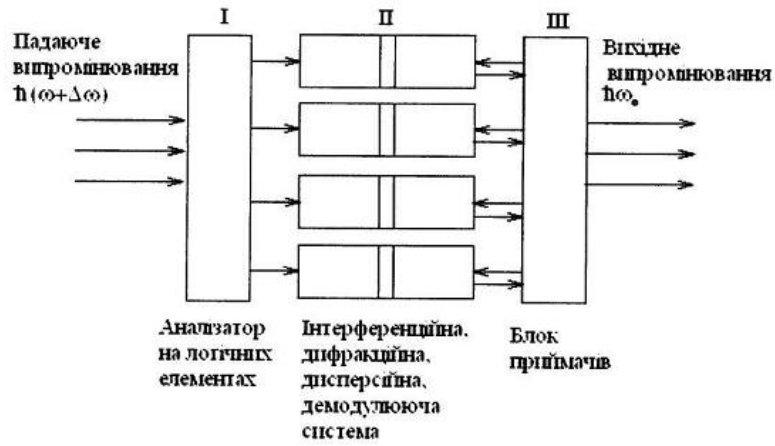 I
II
III
Падаюче
випромінювання
ħ (ω+Δω)
Вихідне
випромінювання
ħω₀
Аналізатор
на логічних
елементах
Інтерференційна,
дифракційна,
дисперсійна,
демодулююча
система
Блок
приймачів